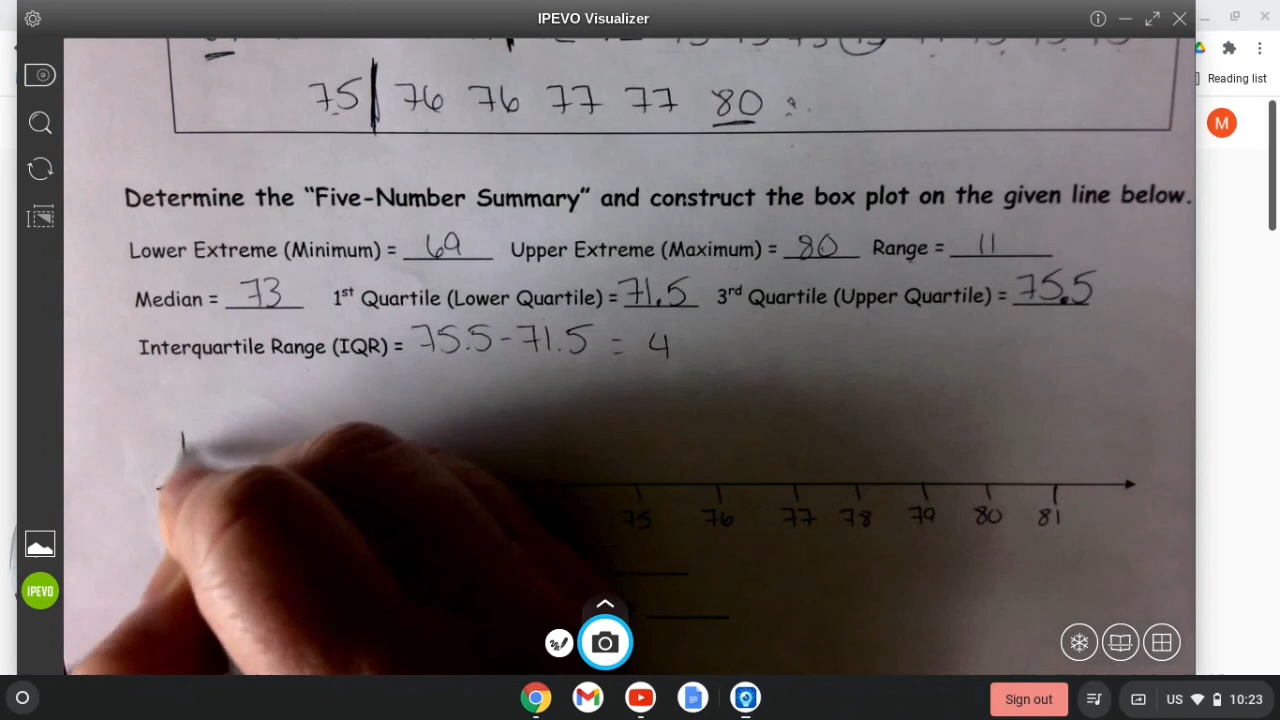 IPEVO Visualizer
Reading list
M
75 | 76 76 77 77 80
Determine the “Five-Number Summary” and construct the box plot on the given line below.
Lower Extreme (Minimum) = 69 Upper Extreme (Maximum) = 80 Range = 11
Median = 73 1st Quartile (Lower Quartile) = 71.5 3rd Quartile (Upper Quartile) = 75.5
Interquartile Range (IQR) = 75.5 - 71.5 = 4
75 76 77 78 79 80 81
IPEVO
Sign out
US 10:23